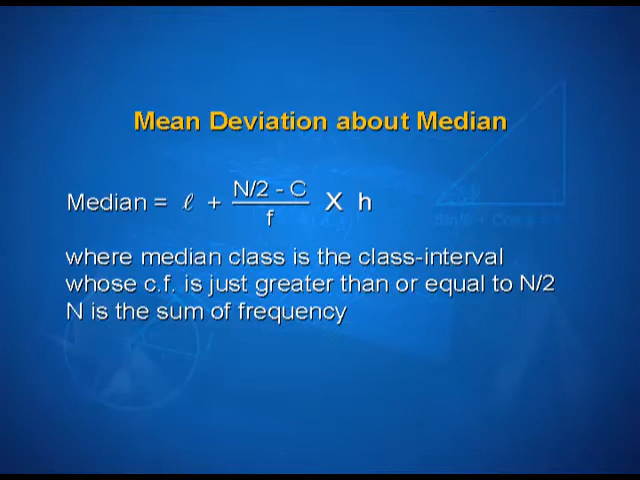 Mean Deviation about Median
Median = ℓ + (N/2 - C)/f X h
where median class is the class-interval
whose c.f. is just greater than or equal to N/2
N is the sum of frequency